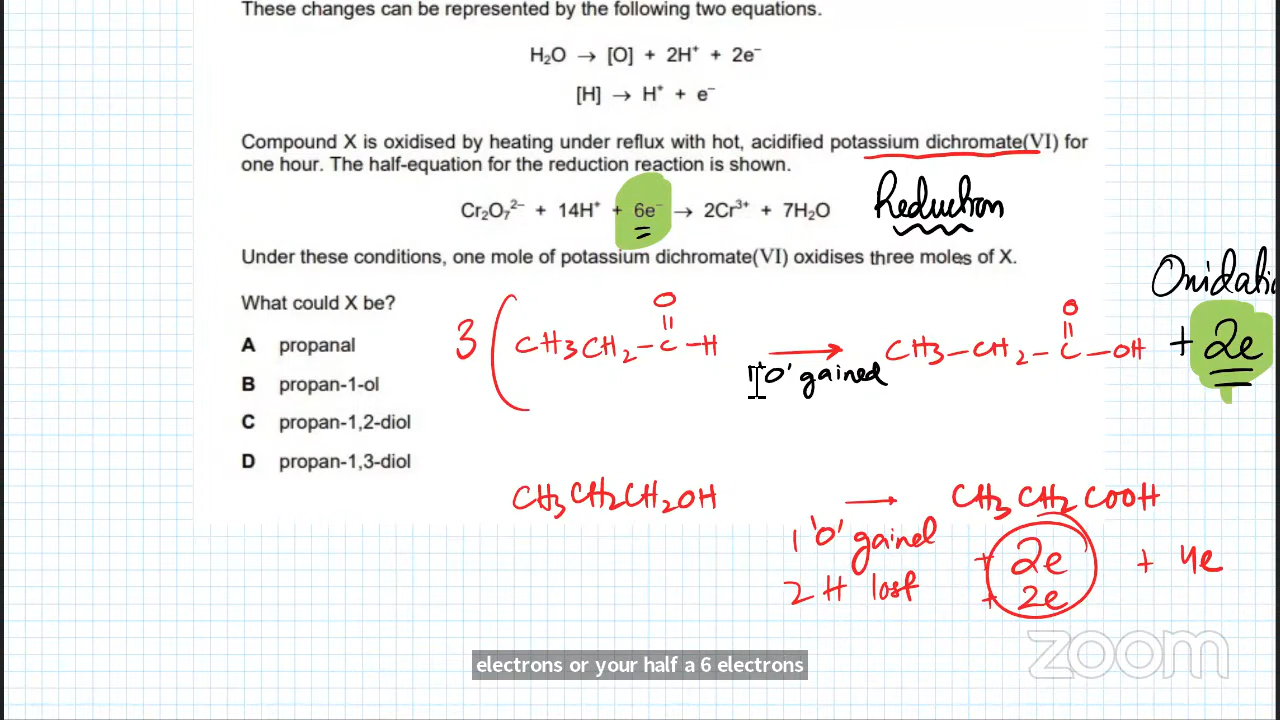 These changes can be represented by the following two equations.
H₂O → [O] + 2H⁺ + 2e⁻
[H] → H⁺ + e⁻
Compound X is oxidised by heating under reflux with hot, acidified potassium dichromate(VI) for
one hour. The half-equation for the reduction reaction is shown.
Cr₂O₇²⁻ + 14H⁺ + 6e⁻ → 2Cr³⁺ + 7H₂O
Reduction
Under these conditions, one mole of potassium dichromate(VI) oxidises three moles of X.
Oxidatio
What could X be?
A propanal
B propan-1-ol
C propan-1,2-diol
D propan-1,3-diol
3 ( CH₃CH₂–C(=O)–H → CH₃–CH₂–C(=O)–OH + 2e
1 'O' gained
CH₃CH₂CH₂OH → CH₃CH₂COOH
1 'O' gained + 2e + 4e
2 H lost + 2e
zoom
electrons or your half a 6 electrons